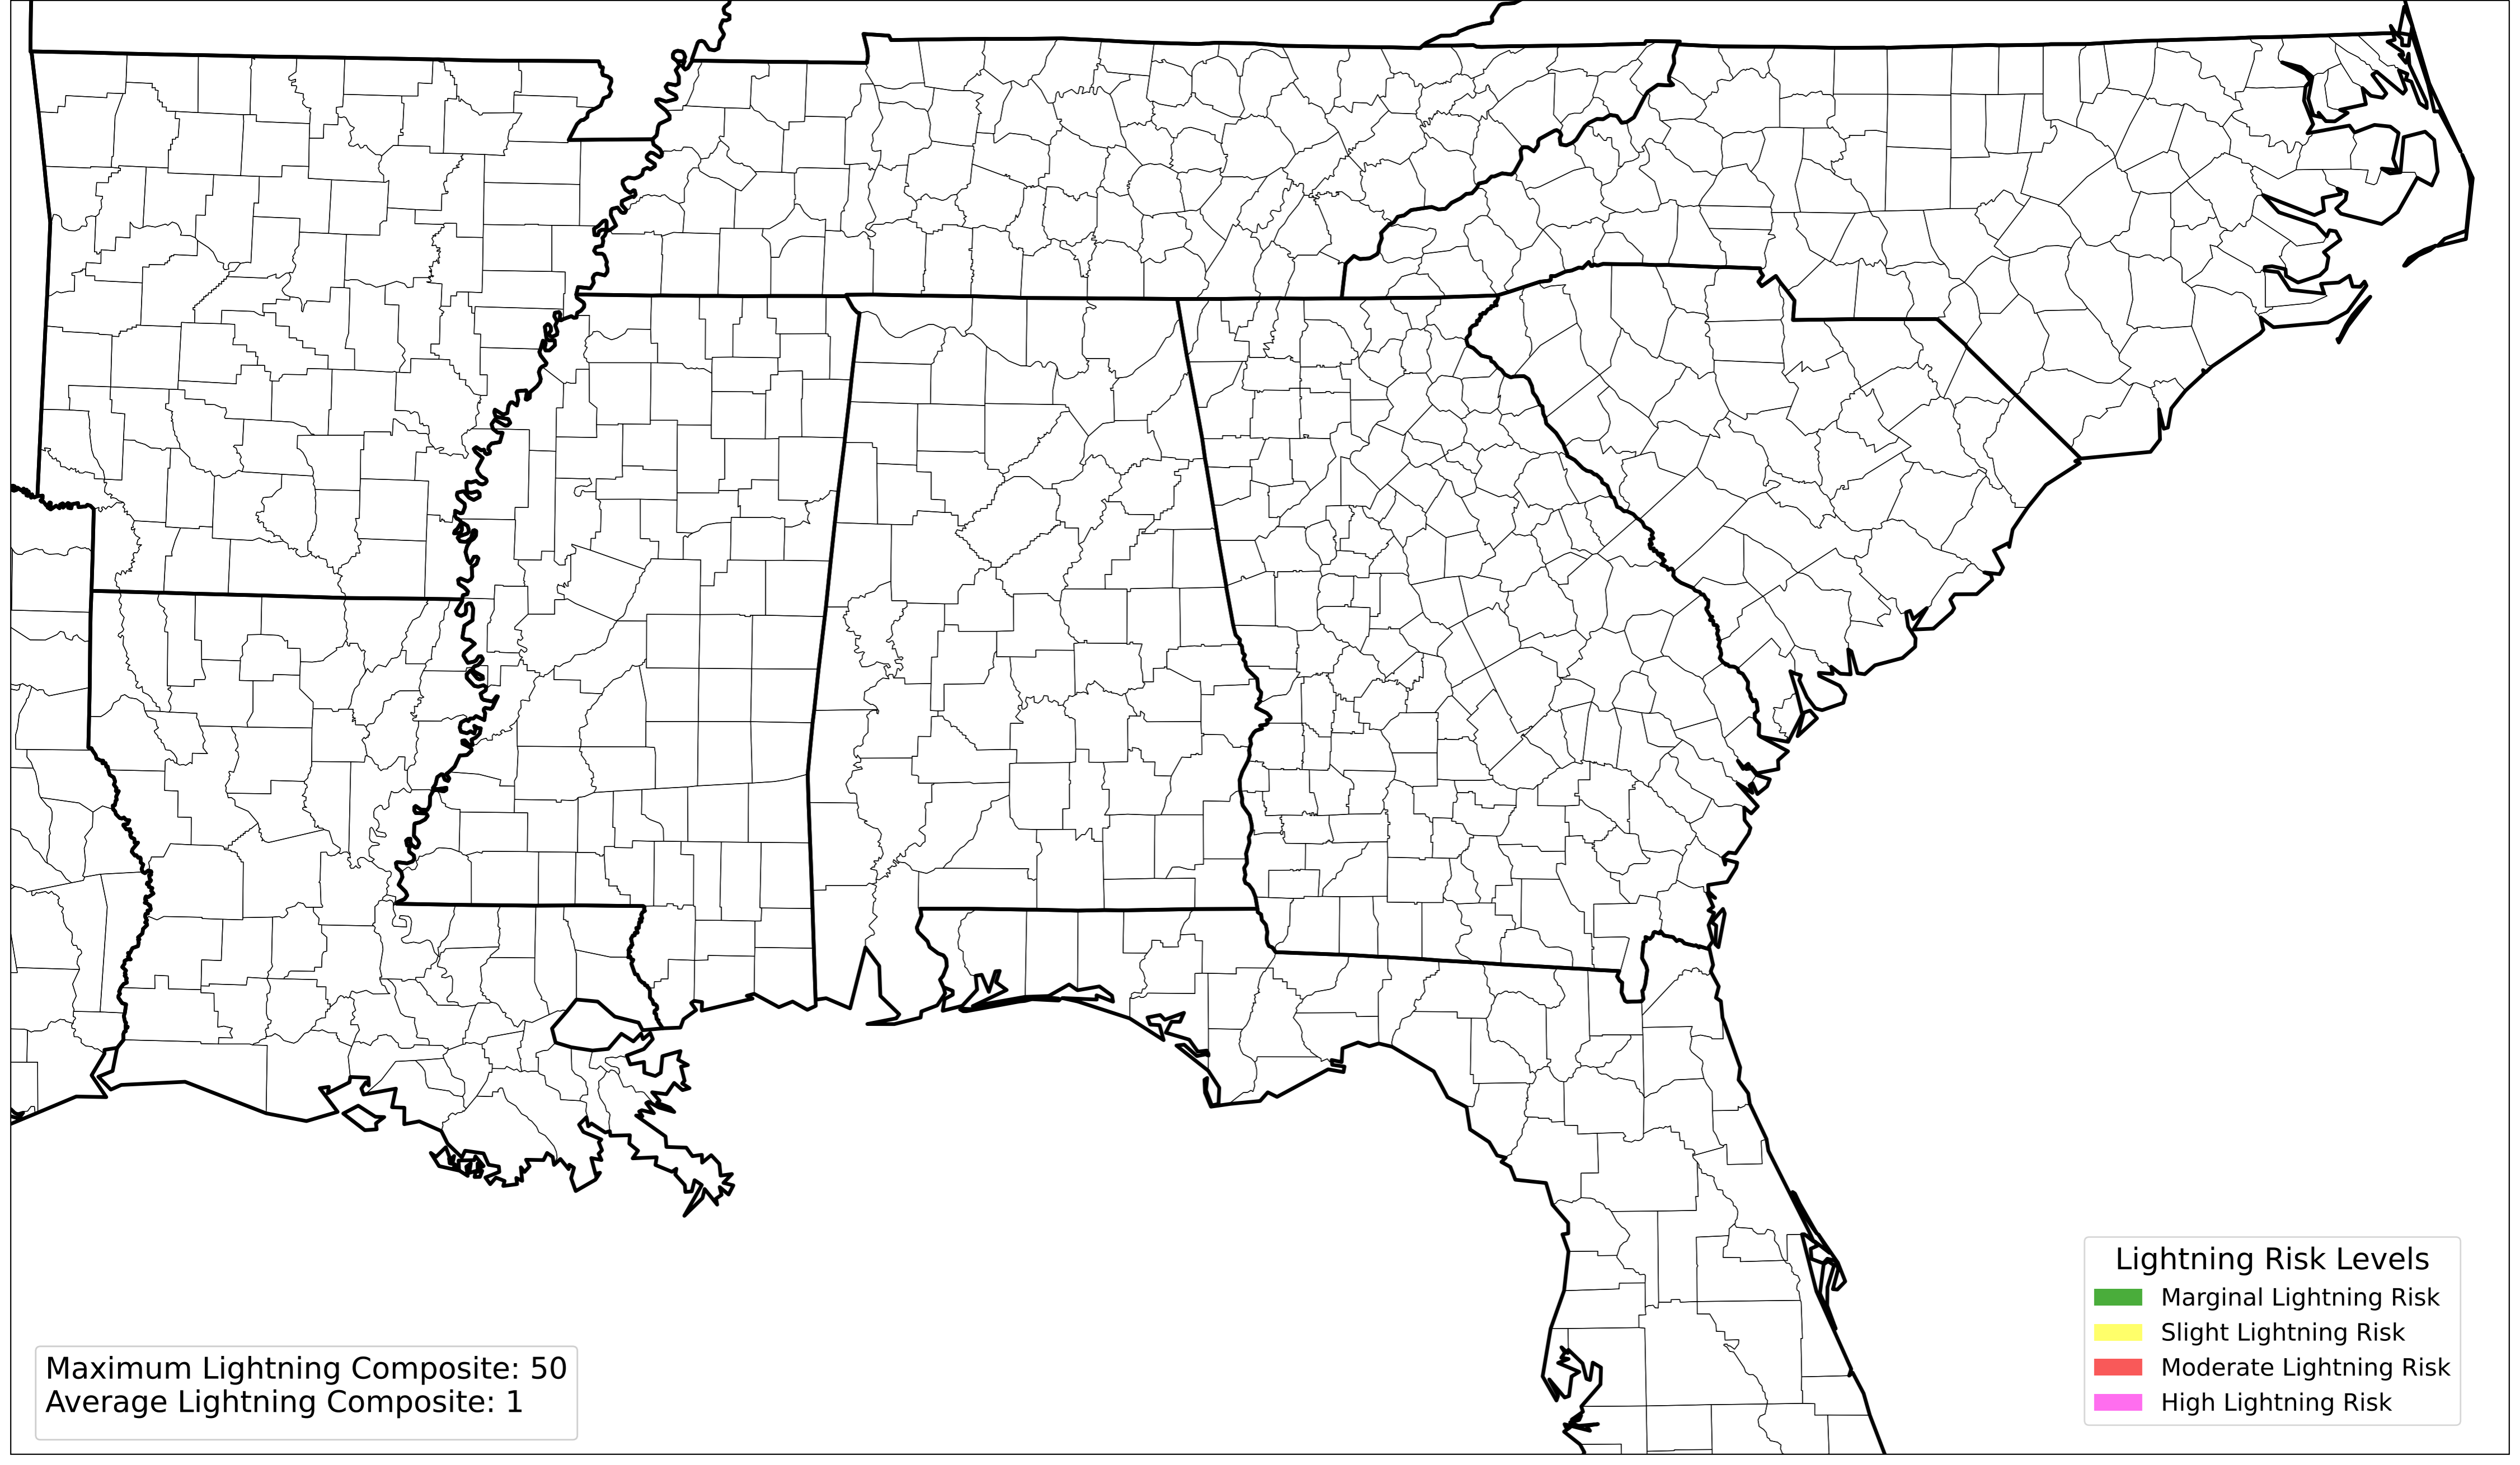 Maximum Lightning Composite: 50
Average Lightning Composite: 1
Lightning Risk Levels
Marginal Lightning Risk
Slight Lightning Risk
Moderate Lightning Risk
High Lightning Risk